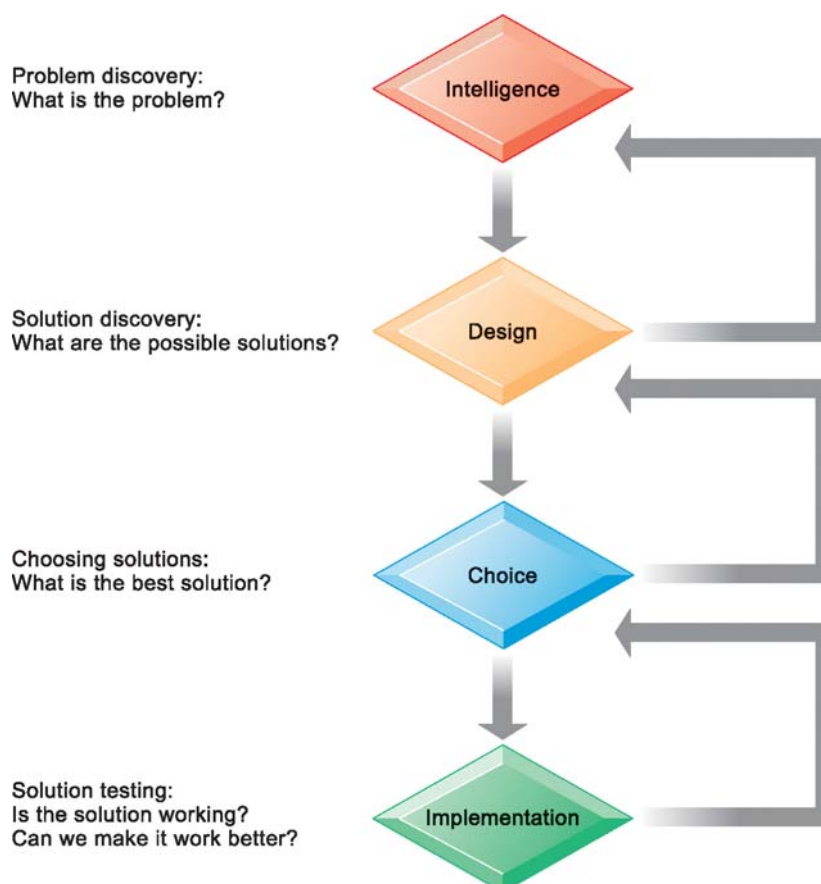 Problem discovery:
What is the problem?
Intelligence
Solution discovery:
What are the possible solutions?
Design
Choosing solutions:
What is the best solution?
Choice
Solution testing:
Is the solution working?
Can we make it work better?
Implementation